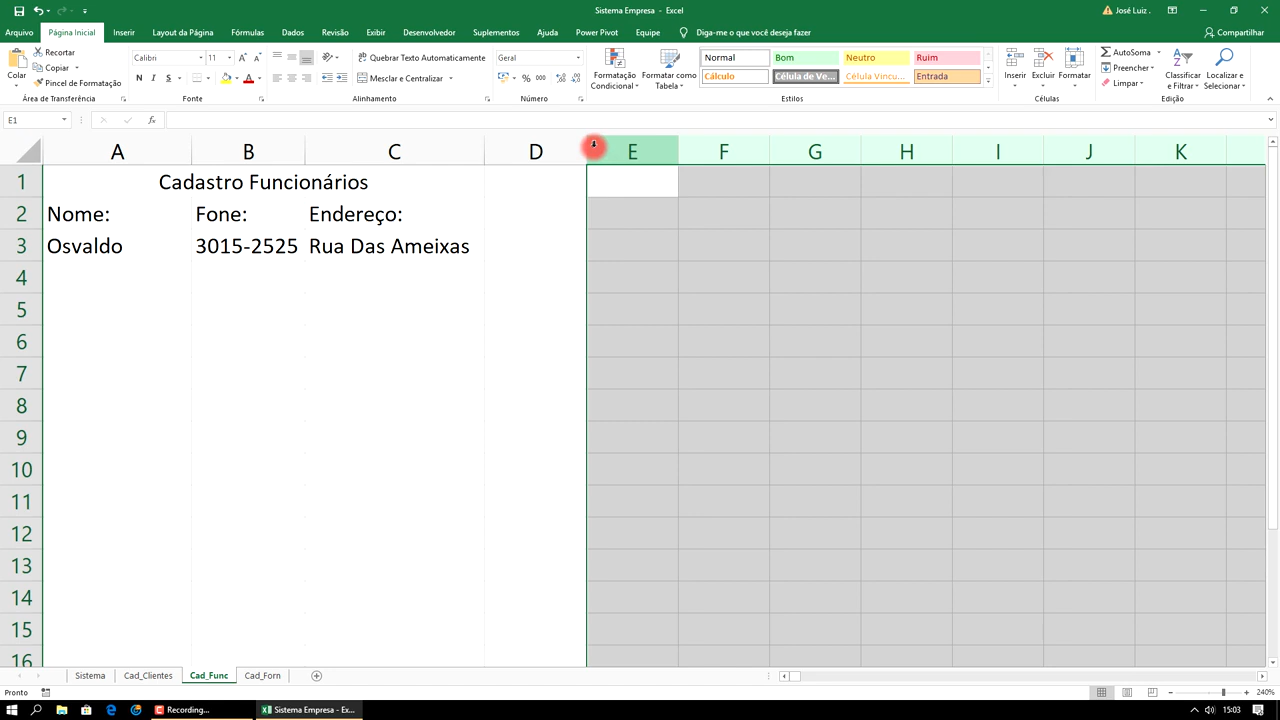 Sistema Empresa - Excel
José Luiz .
Arquivo Página Inicial Inserir Layout da Página Fórmulas Dados Revisão Exibir Desenvolvedor Suplementos Ajuda Power Pivot Equipe Diga-me o que você deseja fazer Compartilhar
Colar
Recortar
Copiar
Pincel de Formatação
Área de Transferência
Calibri 11
N I S
Fonte
Quebrar Texto Automaticamente
Mesclar e Centralizar
Alinhamento
Geral
% 000
Número
Formatação Condicional
Formatar como Tabela
Normal Bom Neutro Ruim
Cálculo Célula de Ve... Célula Vincu... Entrada
Estilos
Inserir Excluir Formatar
Células
AutoSoma
Preencher
Limpar
Classificar e Filtrar
Localizar e Selecionar
Edição
E1 fx
A B C D E F G H I J K
1 Cadastro Funcionários
2 Nome: Fone: Endereço:
3 Osvaldo 3015-2525 Rua Das Ameixas
4
5
6
7
8
9
10
11
12
13
14
15
16
Sistema Cad_Clientes Cad_Func Cad_Forn
Pronto 240%
Recording... Sistema Empresa - Ex... 15:03